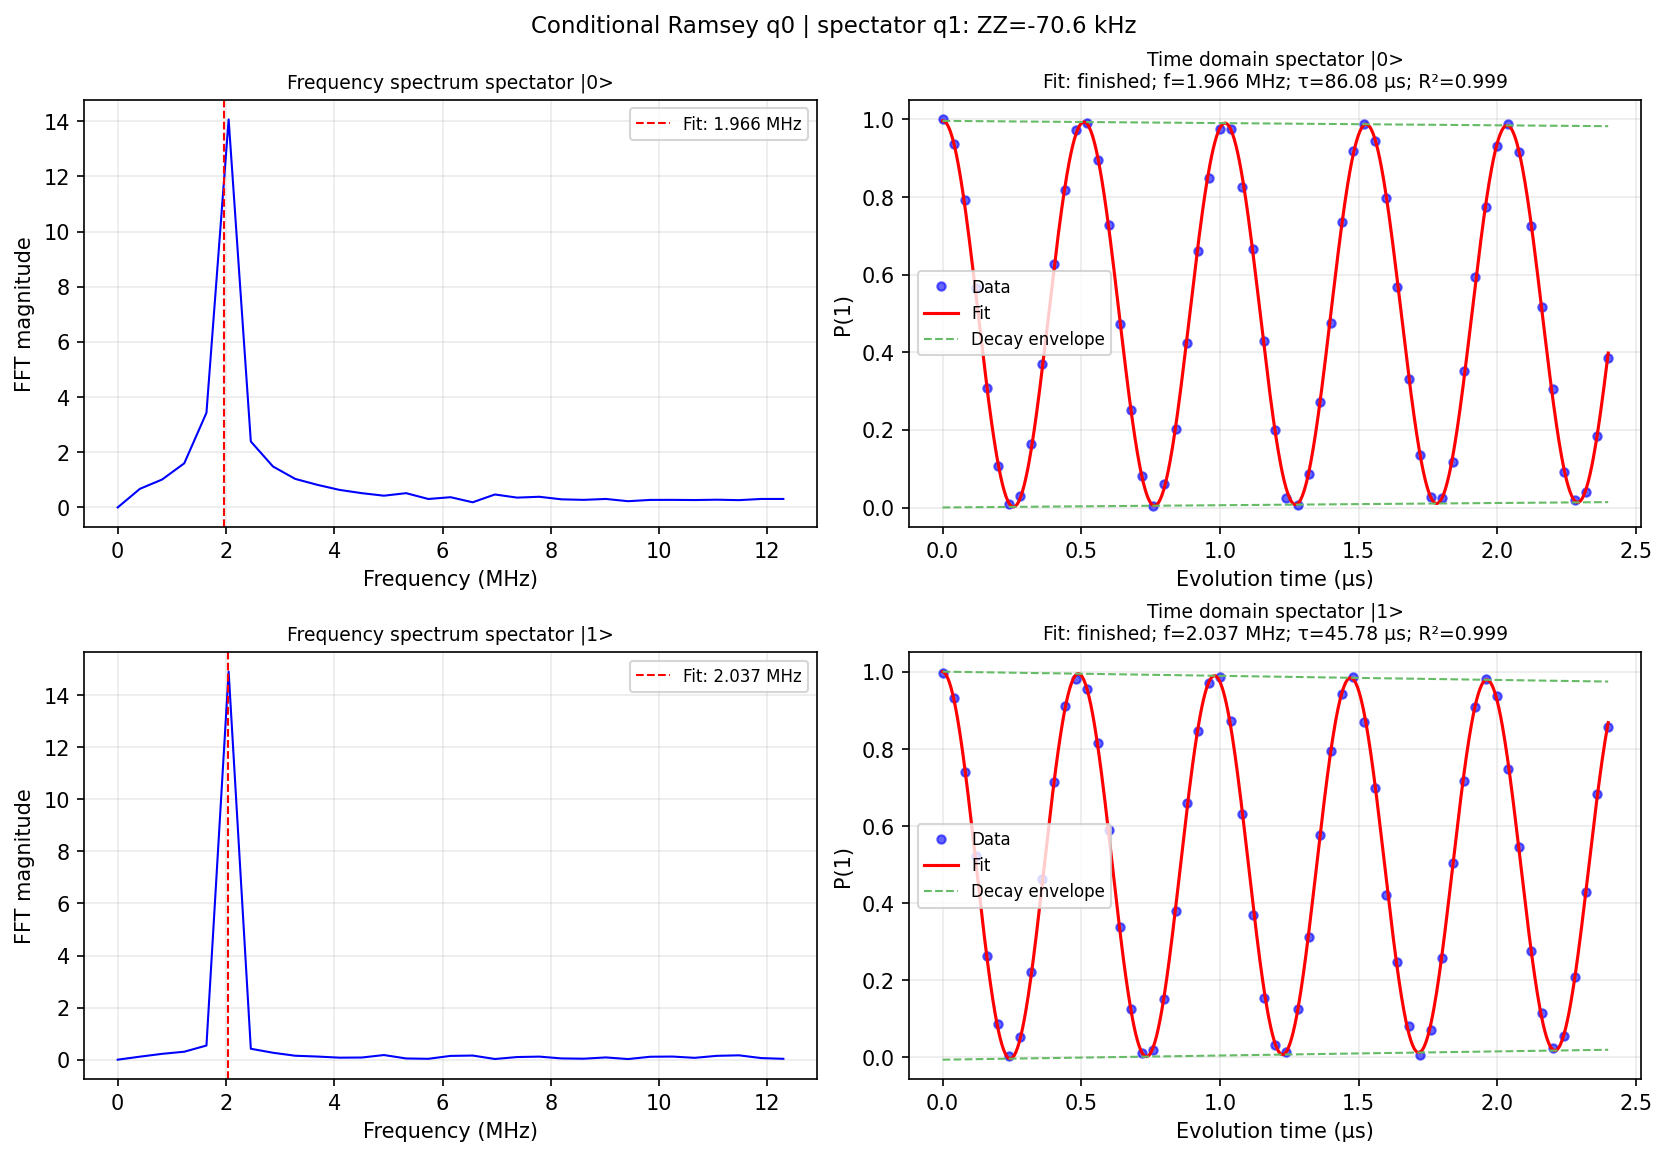 Conditional Ramsey q0 | spectator q1: ZZ=-70.6 kHz
Frequency spectrum spectator |0>
Fit: 1.966 MHz
FFT magnitude
14
12
10
8
6
4
2
0
0 2 4 6 8 10 12
Frequency (MHz)
Time domain spectator |0>
Fit: finished; f=1.966 MHz; τ=86.08 μs; R²=0.999
P(1)
1.0
0.8
0.6
0.4
0.2
0.0
Data
Fit
Decay envelope
0.0 0.5 1.0 1.5 2.0 2.5
Evolution time (μs)
Frequency spectrum spectator |1>
Fit: 2.037 MHz
FFT magnitude
14
12
10
8
6
4
2
0
0 2 4 6 8 10 12
Frequency (MHz)
Time domain spectator |1>
Fit: finished; f=2.037 MHz; τ=45.78 μs; R²=0.999
P(1)
1.0
0.8
0.6
0.4
0.2
0.0
Data
Fit
Decay envelope
0.0 0.5 1.0 1.5 2.0 2.5
Evolution time (μs)